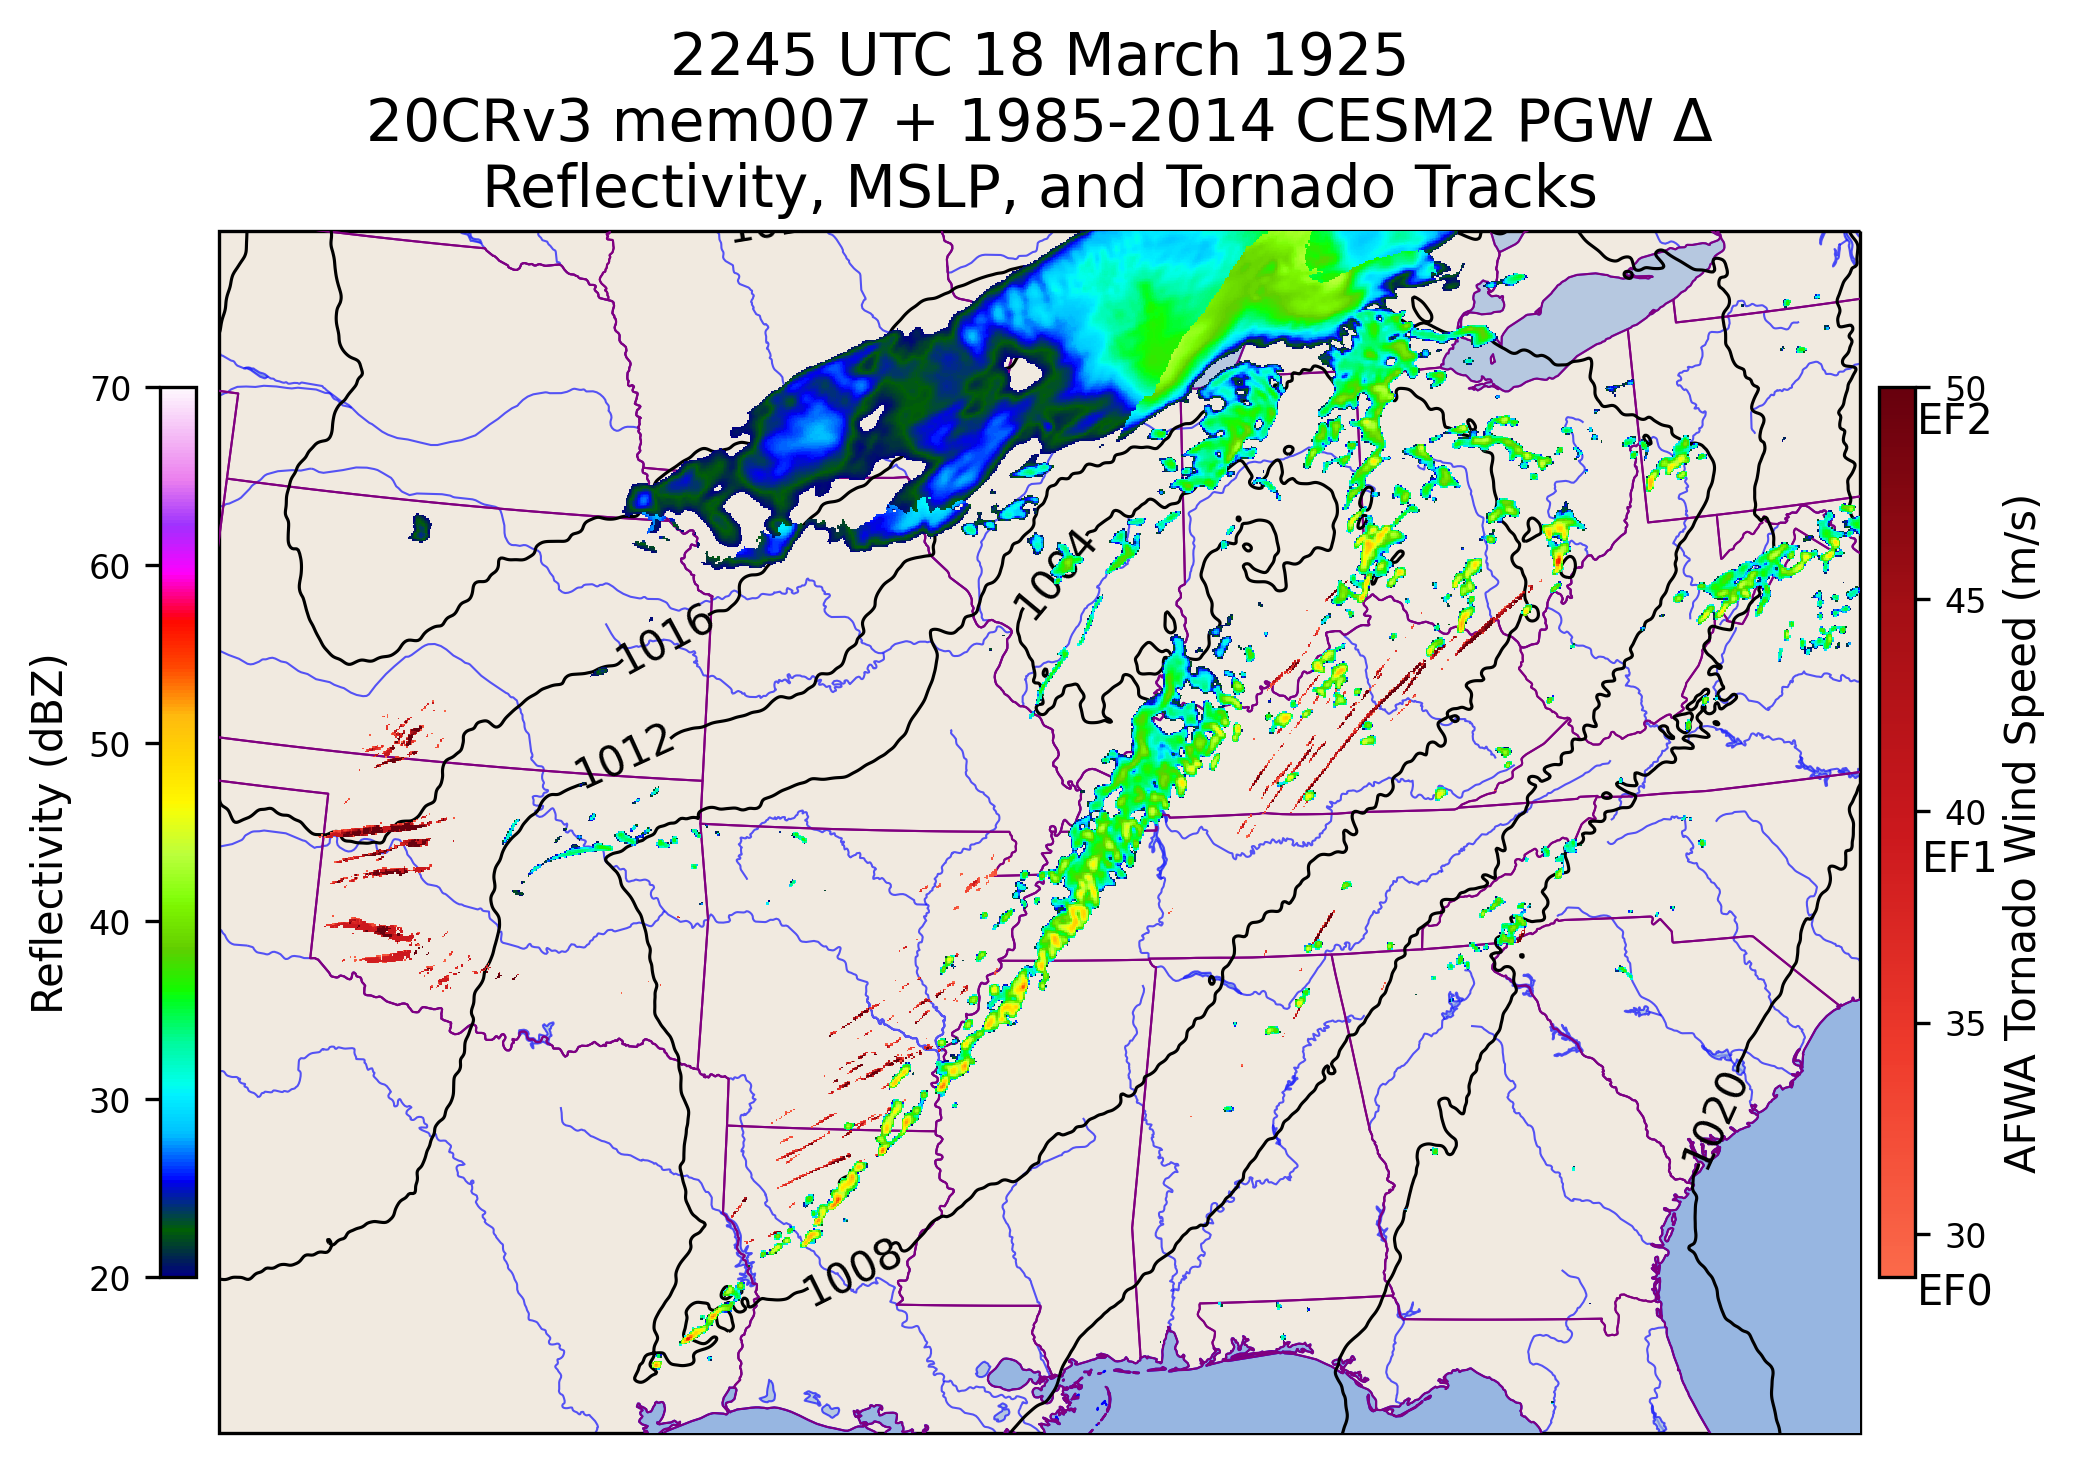 2245 UTC 18 March 1925
20CRv3 mem007 + 1985-2014 CESM2 PGW Δ
Reflectivity, MSLP, and Tornado Tracks
70
60
50
40
30
20
Reflectivity (dBZ)
1004
1016
1012
1008
1020
50
EF2
45
40
EF1
35
30
EF0
AFWA Tornado Wind Speed (m/s)